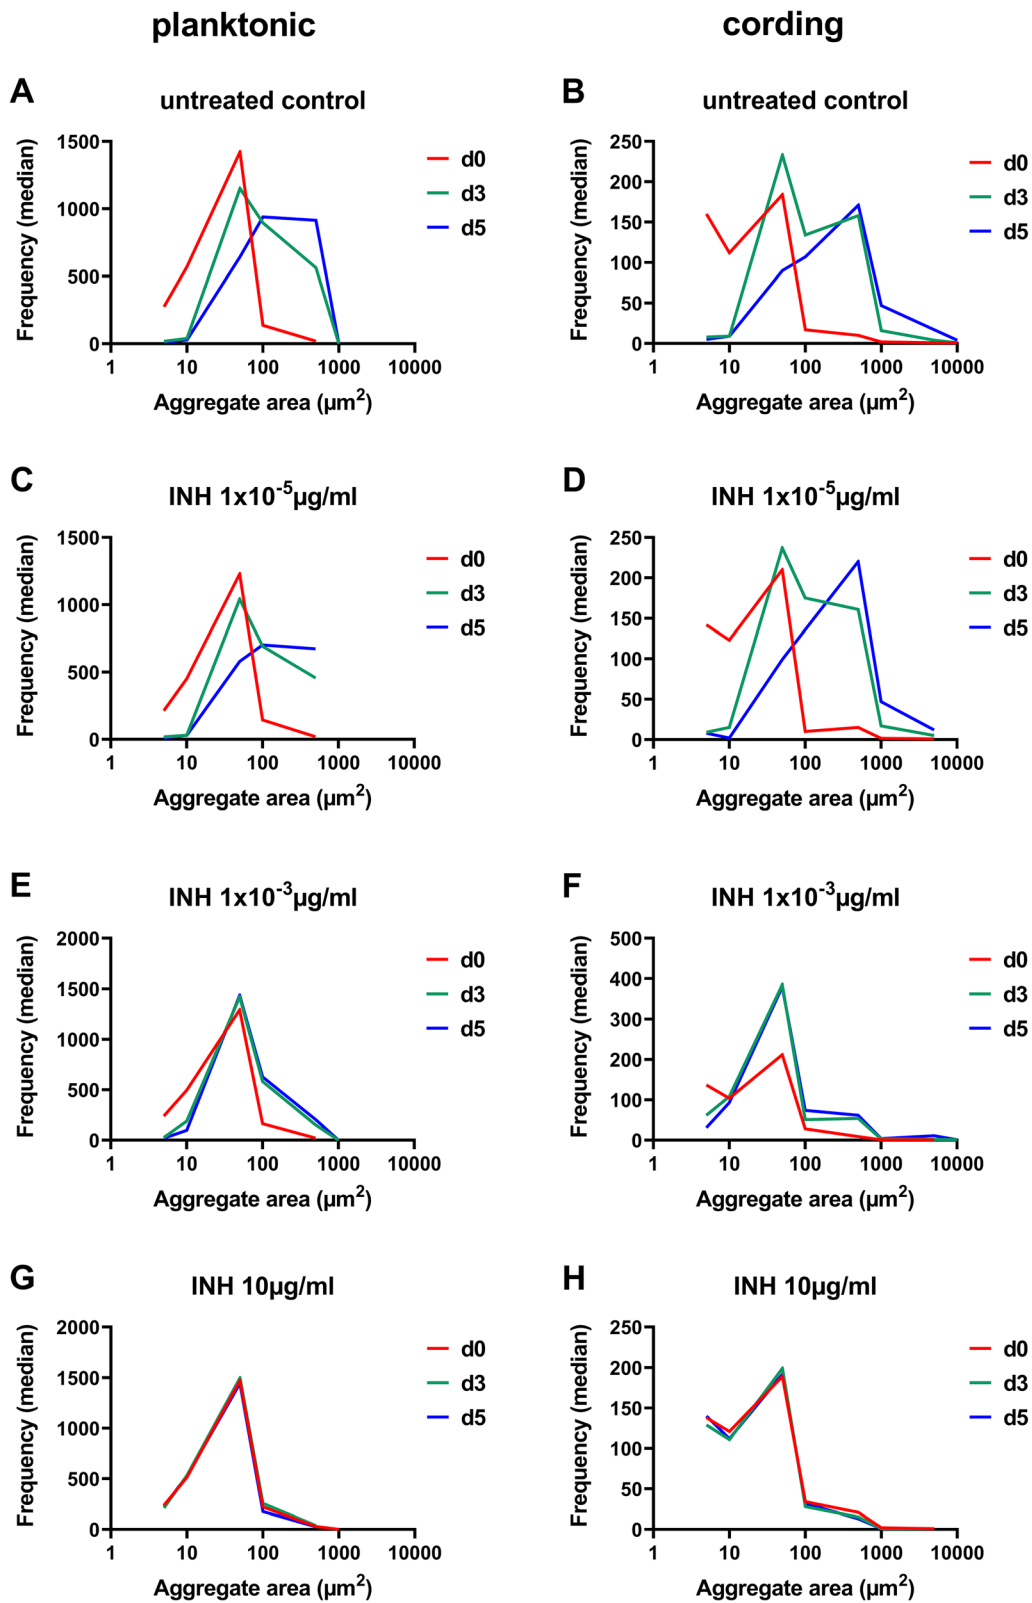 planktonic cording
A B
untreated control untreated control
1500 250
d0 d0
200
d3 d3
1000 150
d5 d5
500 100
50
0 0
Frequency (median) Frequency (median)
1 10 100 1000 10000 1 10 100 1000 10000
Aggregate area (µm²) Aggregate area (µm²)
C D
INH 1x10⁻⁵µg/ml INH 1x10⁻⁵µg/ml
1500 250
d0 d0
200
d3 d3
1000 150
d5 d5
500 100
50
0 0
Frequency (median) Frequency (median)
1 10 100 1000 10000 1 10 100 1000 10000
Aggregate area (µm²) Aggregate area (µm²)
E F
INH 1x10⁻³µg/ml INH 1x10⁻³µg/ml
2000 500
d0 d0
1500 400
d3 d3
1000 300
d5 d5
200
500 100
0 0
Frequency (median) Frequency (median)
1 10 100 1000 10000 1 10 100 1000 10000
Aggregate area (µm²) Aggregate area (µm²)
G H
INH 10µg/ml INH 10µg/ml
2000 250
d0 d0
1500 200
d3 d3
1000 150
d5 d5
100
500 50
0 0
Frequency (median) Frequency (median)
1 10 100 1000 10000 1 10 100 1000 10000
Aggregate area (µm²) Aggregate area (µm²)